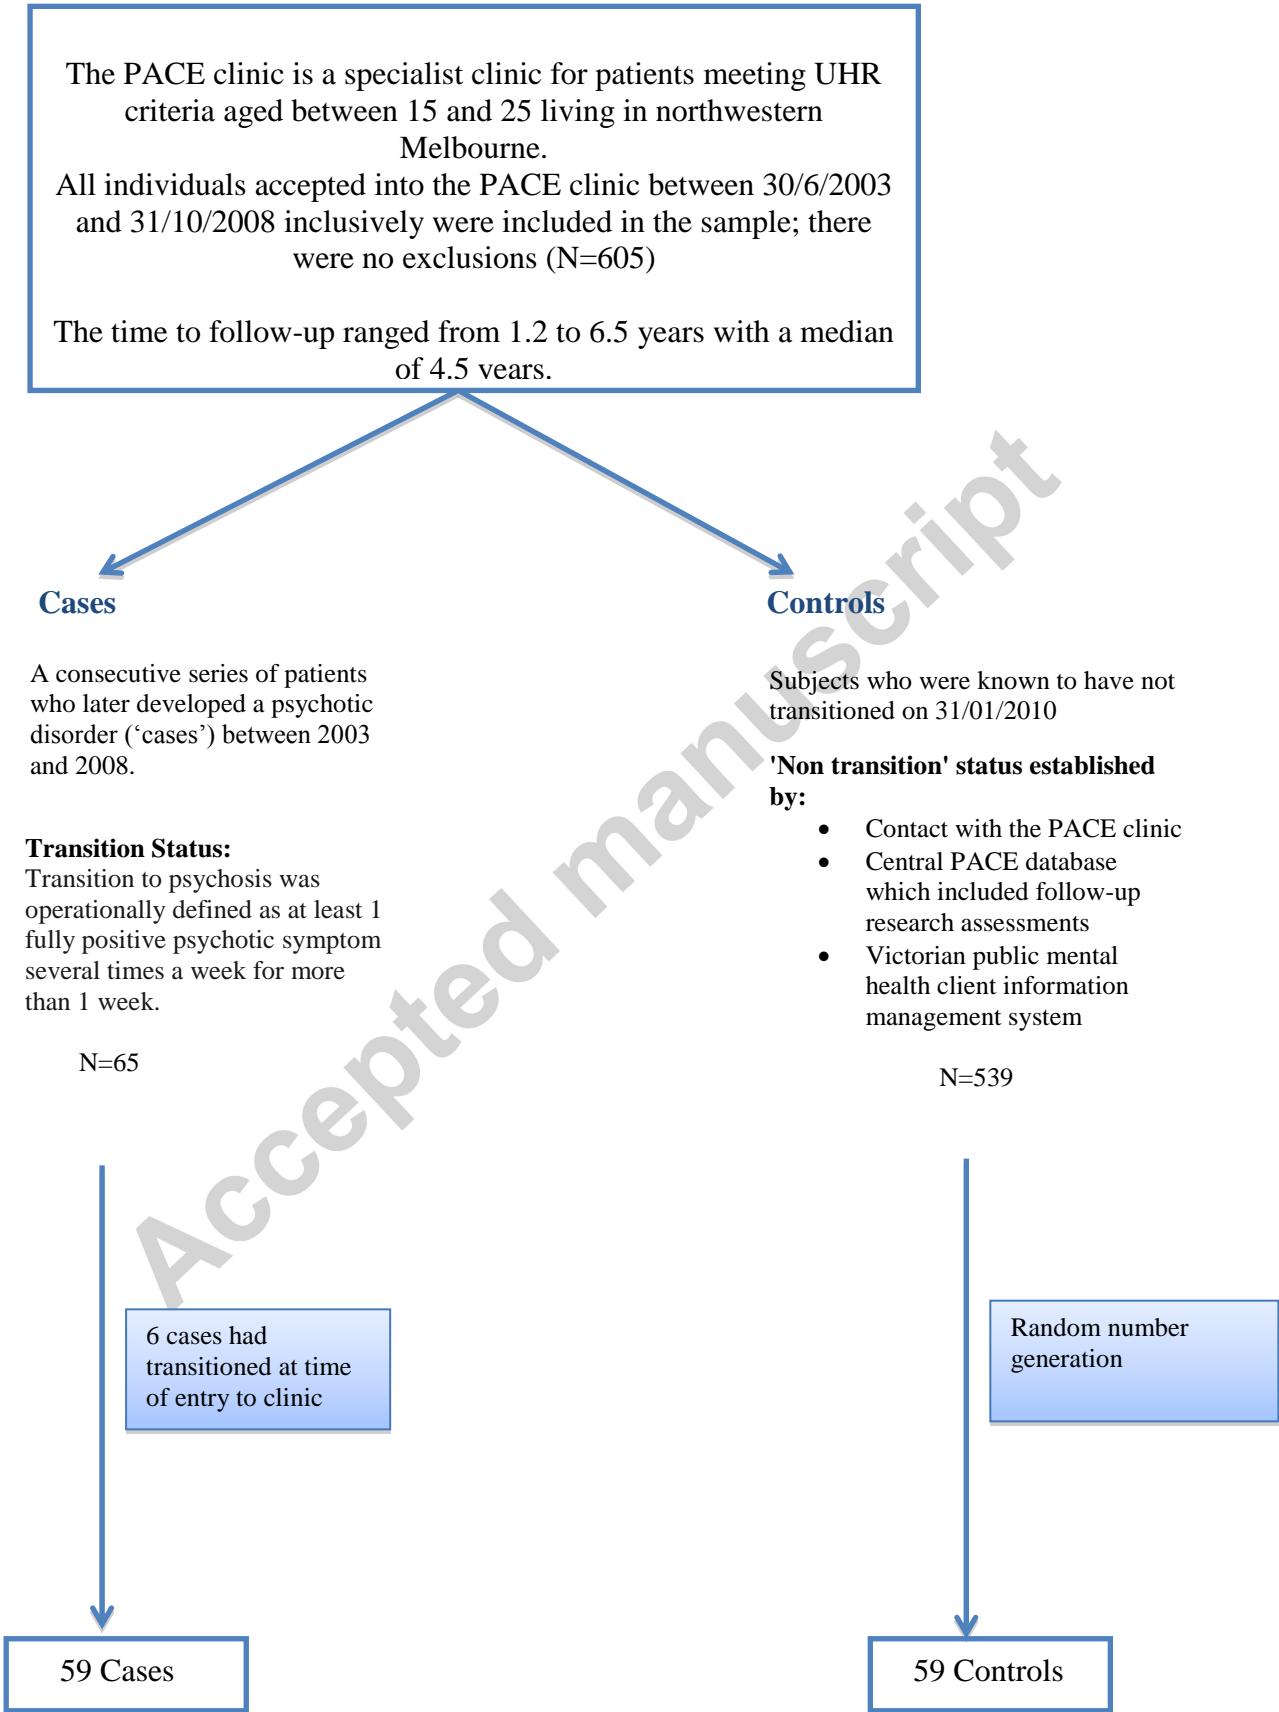 The PACE clinic is a specialist clinic for patients meeting UHR
criteria aged between 15 and 25 living in northwestern
Melbourne.
All individuals accepted into the PACE clinic between 30/6/2003
and 31/10/2008 inclusively were included in the sample; there
were no exclusions (N=605)
The time to follow-up ranged from 1.2 to 6.5 years with a median
of 4.5 years.
Cases
A consecutive series of patients
who later developed a psychotic
disorder (‘cases’) between 2003
and 2008.
Transition Status:
Transition to psychosis was
operationally defined as at least 1
fully positive psychotic symptom
several times a week for more
than 1 week.
N=65
6 cases had
transitioned at time
of entry to clinic
59 Cases
Controls
Subjects who were known to have not
transitioned on 31/01/2010
'Non transition' status established
by:
• Contact with the PACE clinic
• Central PACE database
which included follow-up
research assessments
• Victorian public mental
health client information
management system
N=539
Random number
generation
59 Controls
Accepted manuscript